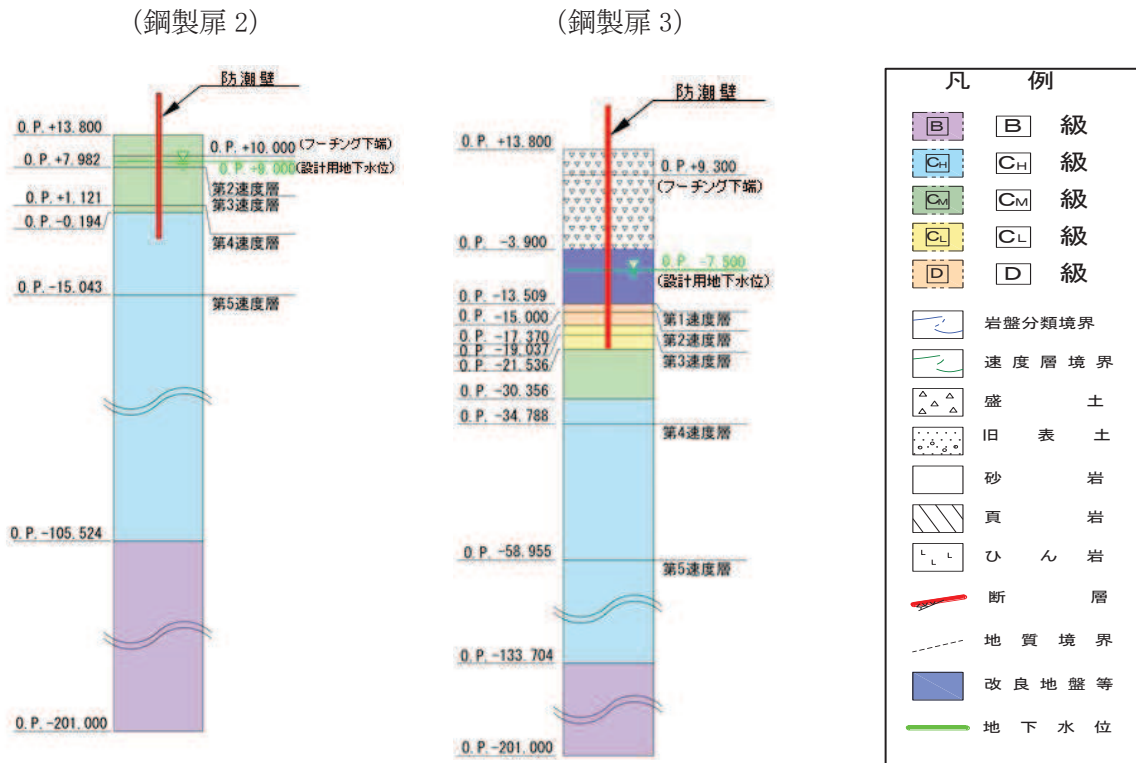 (鋼製扉 2)
防潮壁
O.P. +13.800
O.P. +10.000 (フーチング下端)
O.P. +7.982
O.P. +9.000 (設計用地下水位)
第2速度層
O.P. +1.121
第3速度層
O.P. -0.194
第4速度層
O.P. -15.043
第5速度層
O.P. -105.524
O.P. -201.000
(鋼製扉 3)
防潮壁
O.P. +13.800
O.P. +9.300
(フーチング下端)
O.P. -3.900
O.P. -7.500
(設計用地下水位)
O.P. -13.509
O.P. -15.000
第1速度層
O.P. -17.370
第2速度層
O.P. -19.037
O.P. -21.536
第3速度層
O.P. -30.356
O.P. -34.788
第4速度層
O.P. -58.955
第5速度層
O.P. -133.704
O.P. -201.000
凡 例
B B 級
CH CH 級
CM CM 級
CL CL 級
D D 級
岩盤分類境界
速度層境界
盛 土
旧 表 土
砂 岩
頁 岩
ひ ん 岩
断 層
地 質 境 界
改 良 地 盤 等
地 下 水 位